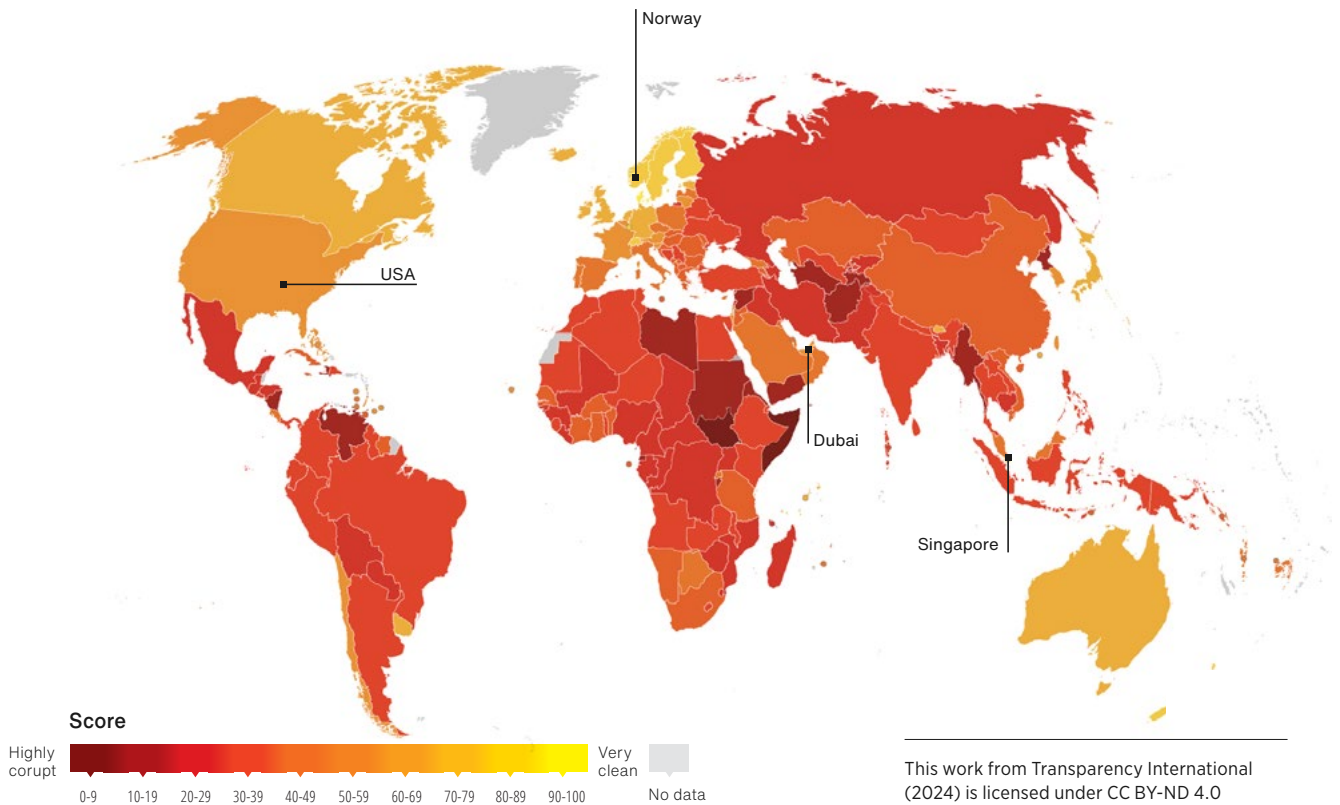 Norway
USA
Dubai
Singapore
Score
Highly
corupt
Very
clean
0-9 10-19 20-29 30-39 40-49 50-59 60-69 70-79 80-89 90-100
No data
This work from Transparency International
(2024) is licensed under CC BY-ND 4.0